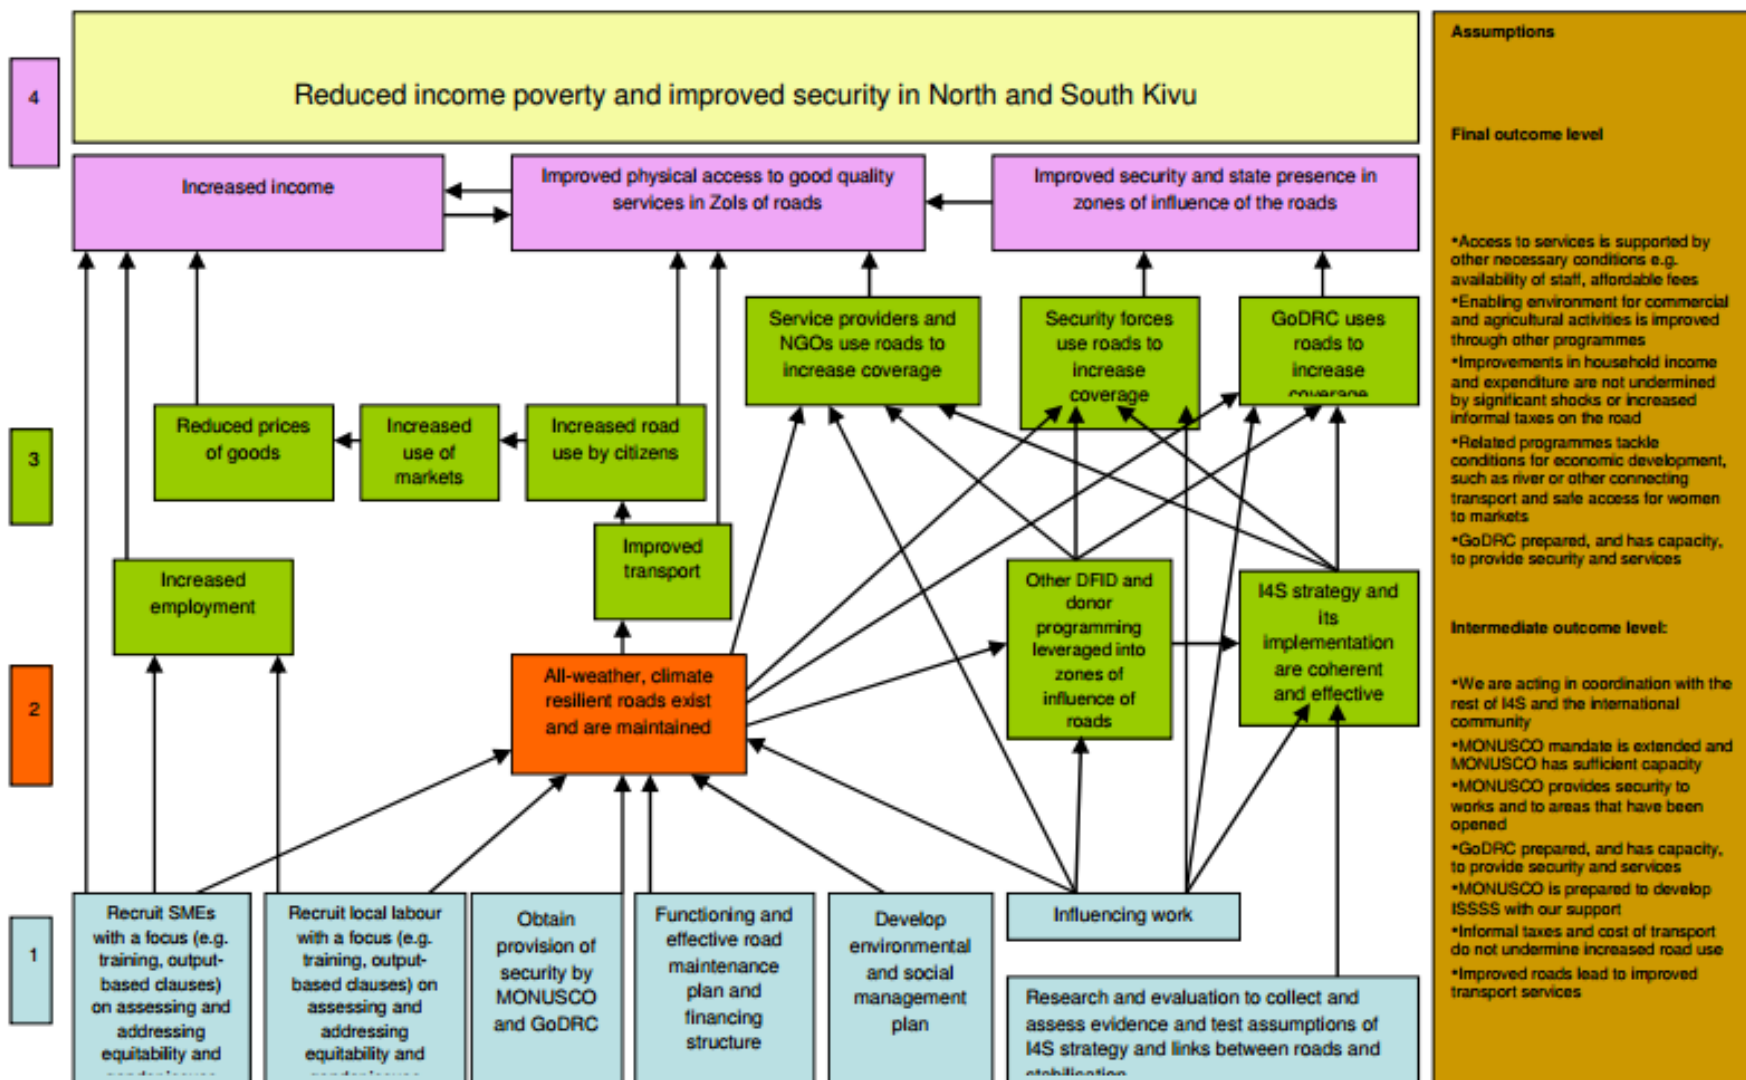 4
Reduced income poverty and improved security in North and South Kivu
Increased income
Improved physical access to good quality
services in ZoIs of roads
Improved security and state presence in
zones of influence of the roads
3
Service providers and
NGOs use roads to
increase coverage
Security forces
use roads to
increase
coverage
GoDRC uses
roads to
increase
coverage
Reduced prices
of goods
Increased
use of
markets
Increased road
use by citizens
Improved
transport
Increased
employment
Other DFID and
donor
programming
leveraged into
zones of
influence of
roads
I4S strategy and
its
implementation
are coherent
and effective
2
All-weather, climate
resilient roads exist
and are maintained
1
Recruit SMEs
with a focus (e.g.
training, output-
based clauses) on
on assessing and
addressing
equitability and
Recruit local labour
with a focus (e.g.
training, output-
based clauses) on
assessing and
addressing
equitability and
Obtain
provision of
security by
MONUSCO
and GoDRC
Functioning and
effective road
maintenance
plan and
financing
structure
Develop
environmental
and social
management
plan
Influencing work
Research and evaluation to collect and
assess evidence and test assumptions of
I4S strategy and links between roads and
stabilisation
Assumptions
Final outcome level
*Access to services is supported by
other necessary conditions e.g.
availability of staff, affordable fees
*Enabling environment for commercial
and agricultural activities is improved
through other programmes
*Improvements in household income
and expenditure are not undermined
by significant shocks or increased
informal taxes on the road
*Related programmes tackle
conditions for economic development,
such as river or other connecting
transport and safe access for women
to markets
*GoDRC prepared, and has capacity,
to provide security and services
Intermediate outcome level:
*We are acting in coordination with the
rest of I4S and the international
community
*MONUSCO mandate is extended and
MONUSCO has sufficient capacity
*MONUSCO provides security to
works and to areas that have been
opened
*GoDRC prepared, and has capacity,
to provide security and services
*MONUSCO is prepared to develop
ISSSS with our support
*Informal taxes and cost of transport
do not undermine increased road use
*Improved roads lead to improved
transport services